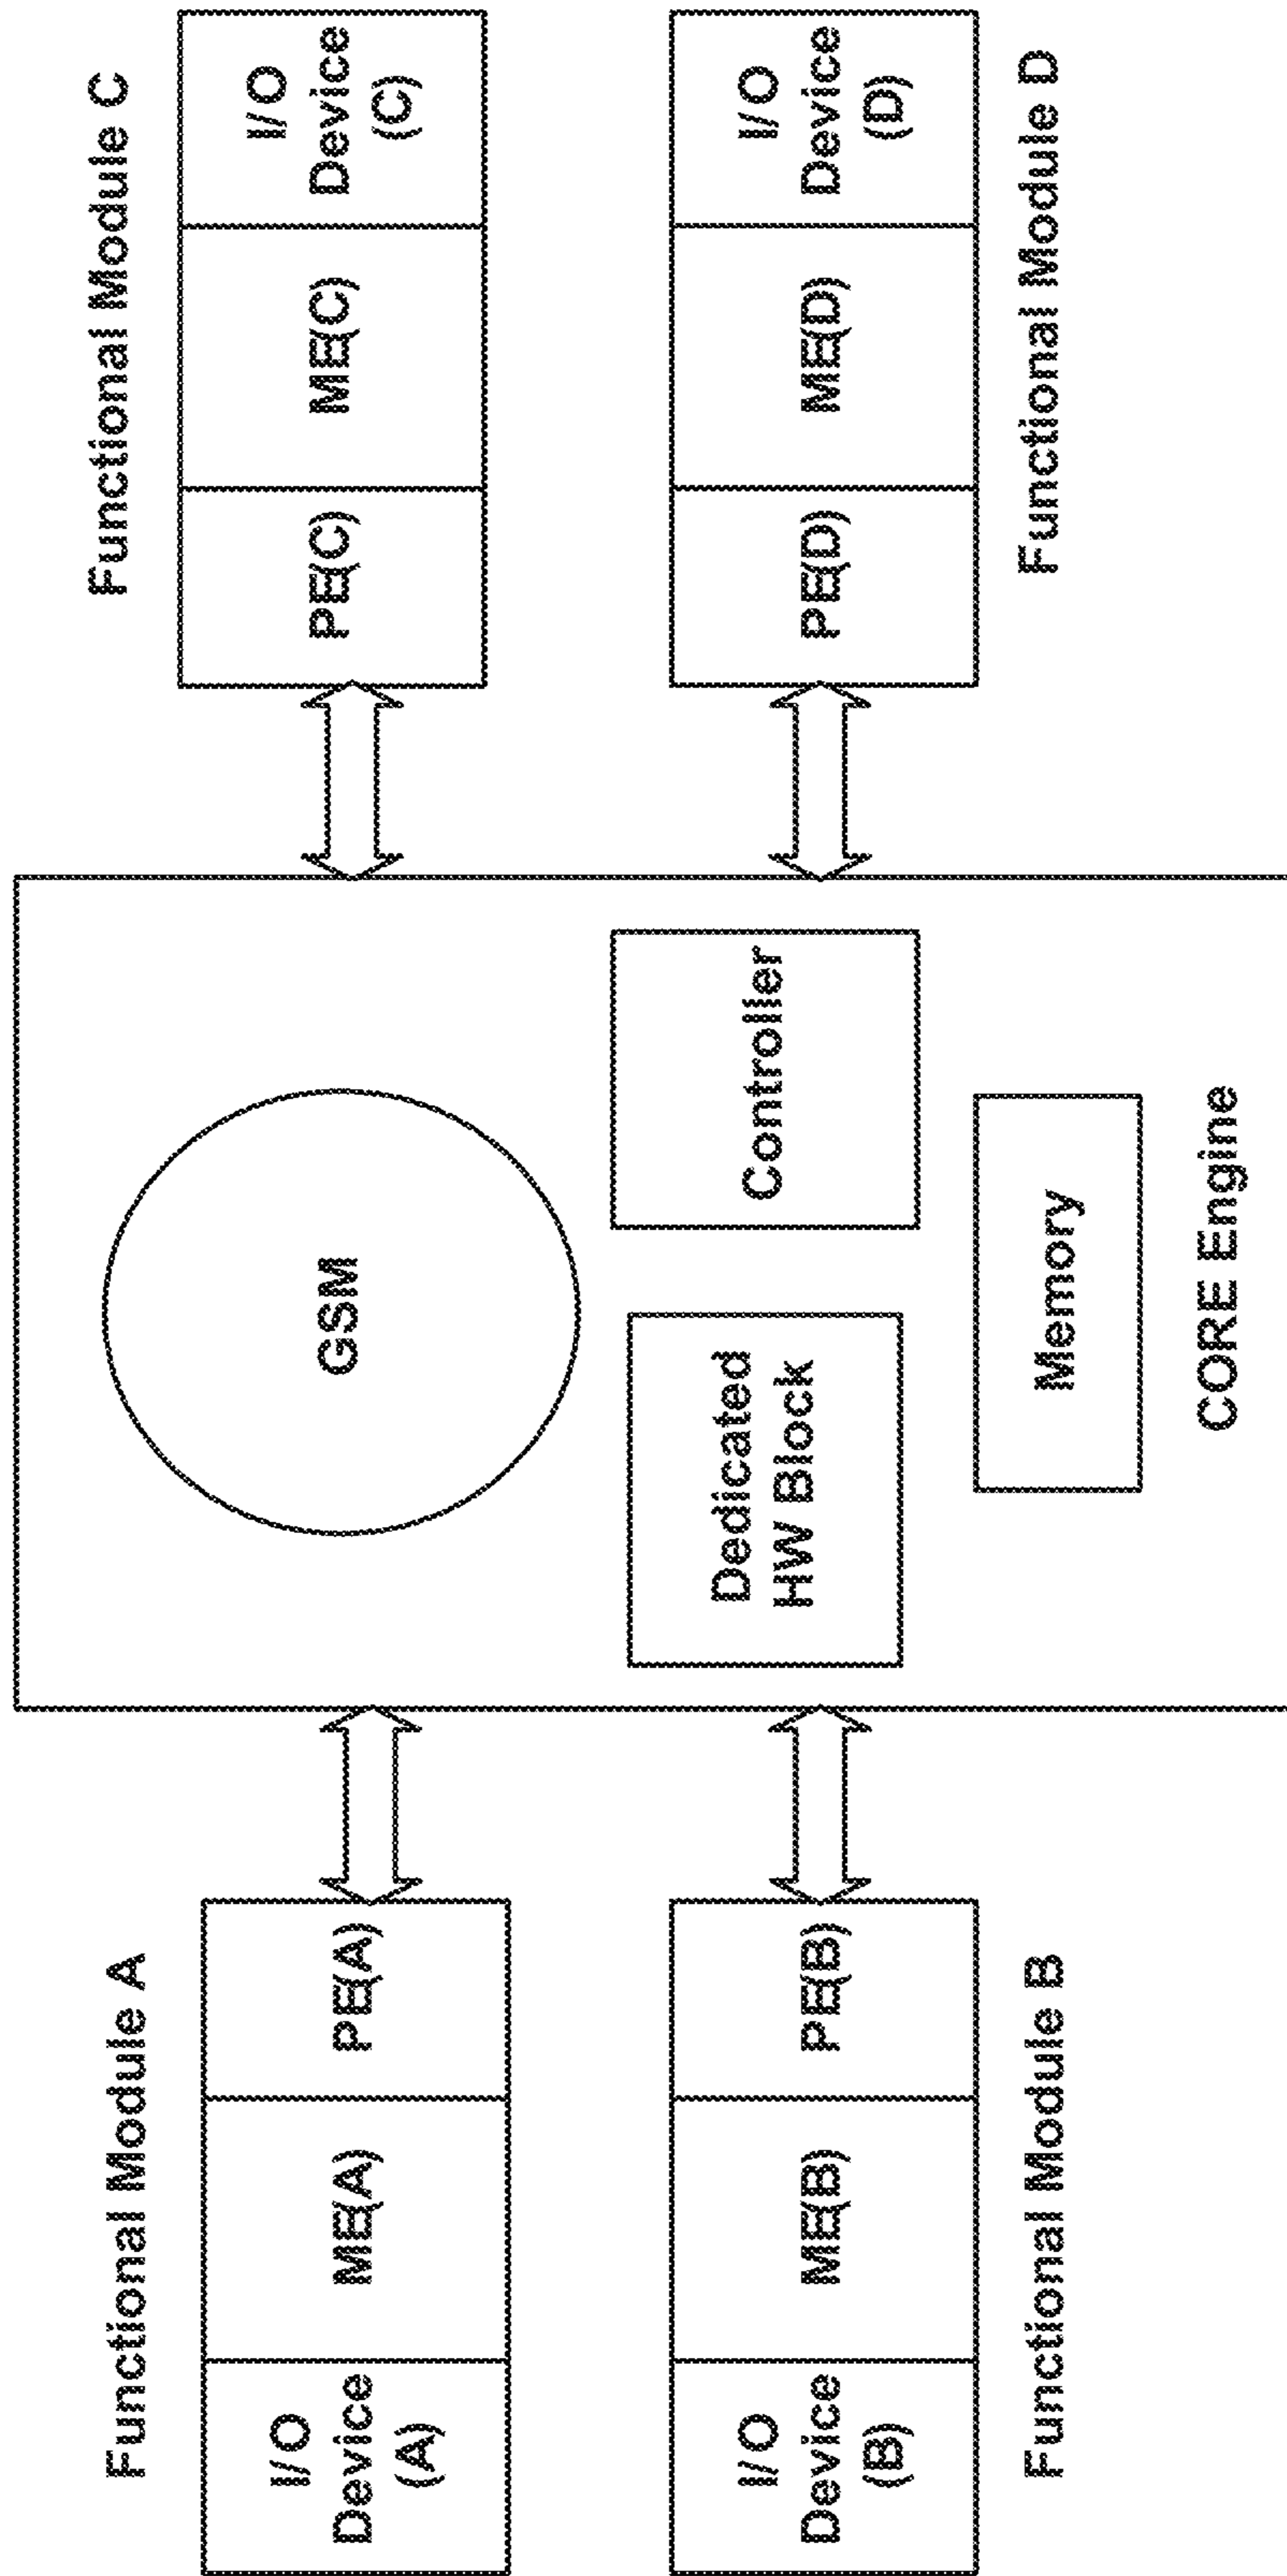 Functional Module A
I/O
Device
(A)
ME(A)
PE(A)
Functional Module B
I/O
Device
(B)
ME(B)
PE(B)
GSM
Dedicated
HW Block
Controller
Memory
CORE Engine
Functional Module C
PE(C)
ME(C)
I/O
Device
(C)
Functional Module D
PE(D)
ME(D)
I/O
Device
(D)